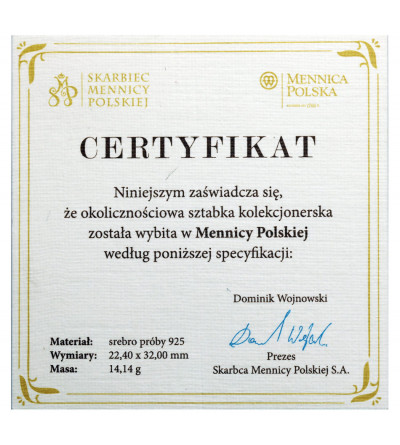 SKARBIEC
MENNICY
POLSKIEJ
MENNICA
POLSKA
CERTYFIKAT
Niniejszym zaświadcza się,
że okolicznościowa sztabka kolekcjonerska
została wybita w Mennicy Polskiej
według poniższej specyfikacji:
Dominik Wojnowski
Materiał: srebro próby 925
Wymiary: 22,40 x 32,00 mm
Masa: 14,14 g
Prezes
Skarbca Mennicy Polskiej S.A.